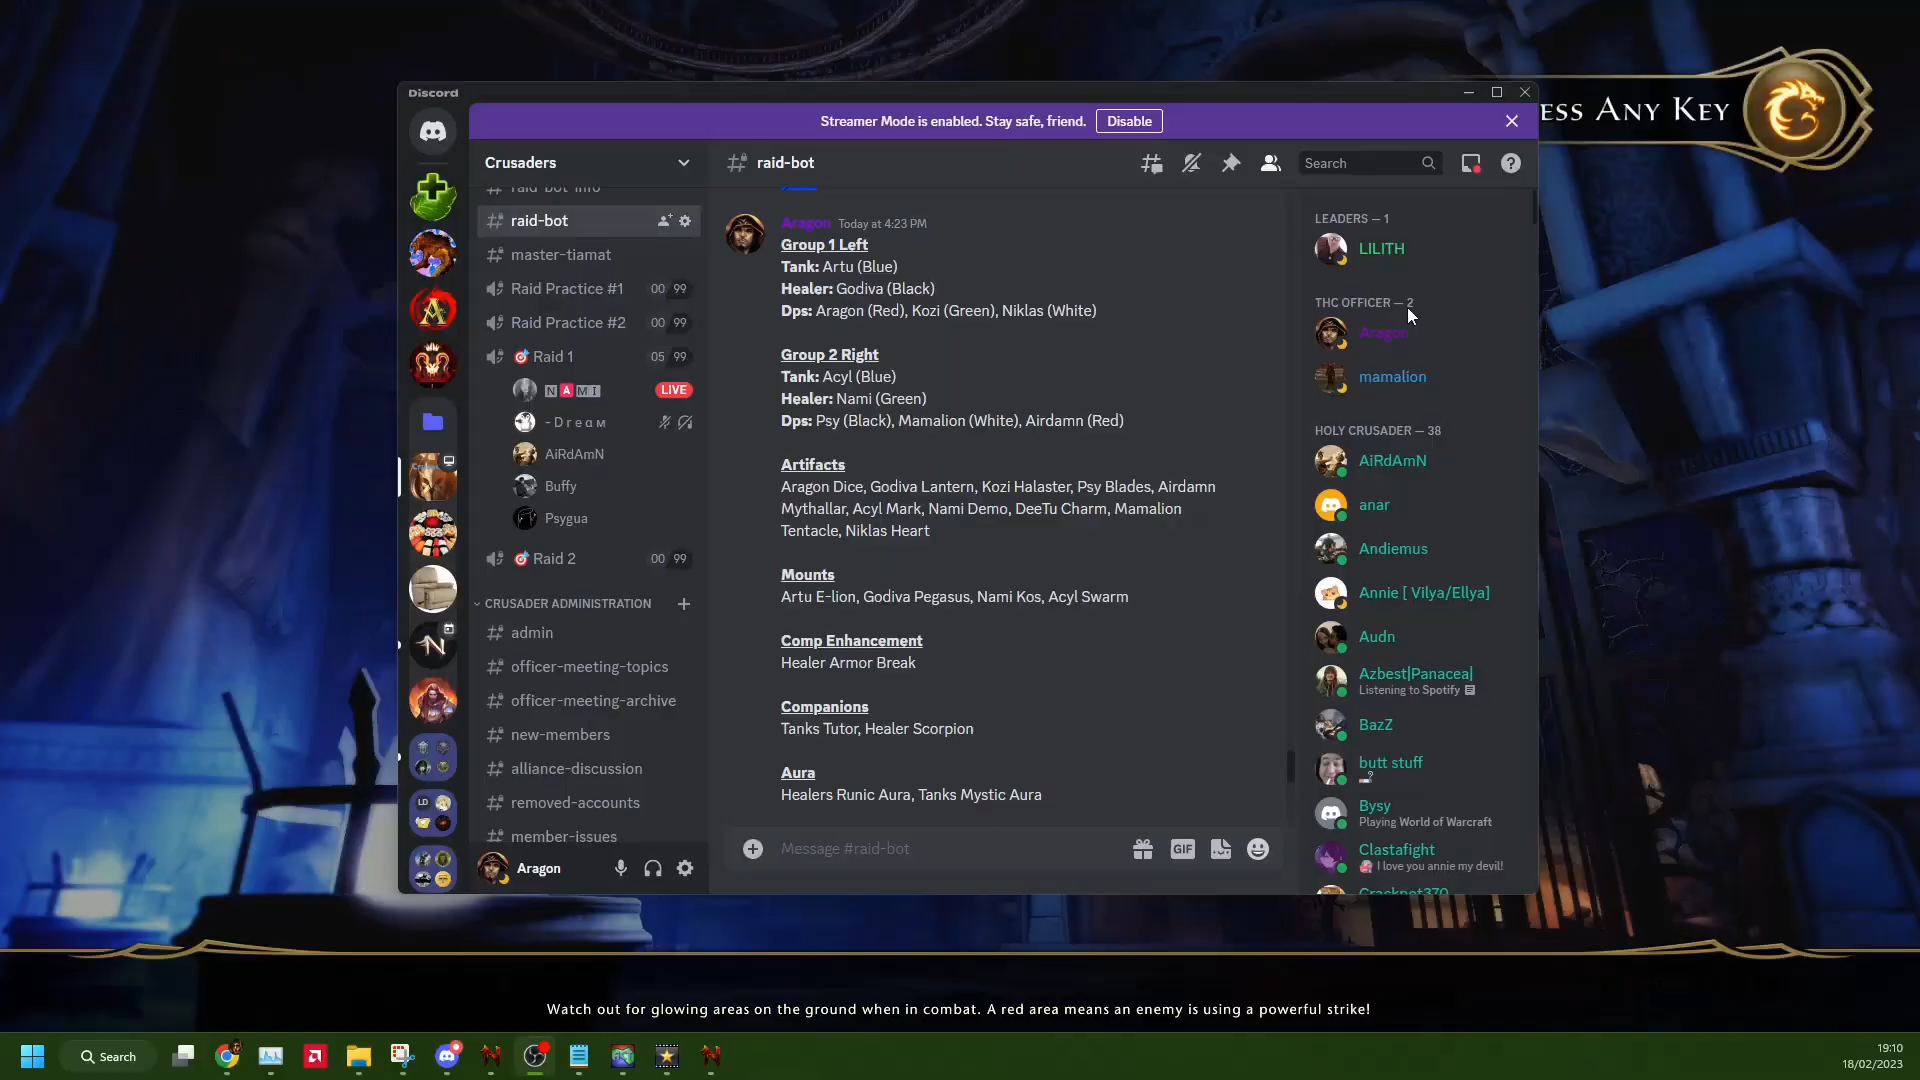 Discord
Streamer Mode is enabled. Stay safe, friend.
Disable
ESS ANY KEY
Crusaders
raid-bot-info
raid-bot
master-tiamat
Raid Practice #1
00 99
Raid Practice #2
00 99
Raid 1
05 99
N A M I
LIVE
- D r e a м
AiRdAmN
Buffy
Psygua
Raid 2
00 99
CRUSADER ADMINISTRATION
admin
officer-meeting-topics
officer-meeting-archive
new-members
alliance-discussion
removed-accounts
member-issues
Aragon
raid-bot
Search
Aragon Today at 4:23 PM
Group 1 Left
Tank: Artu (Blue)
Healer: Godiva (Black)
Dps: Aragon (Red), Kozi (Green), Niklas (White)
Group 2 Right
Tank: Acyl (Blue)
Healer: Nami (Green)
Dps: Psy (Black), Mamalion (White), Airdamn (Red)
Artifacts
Aragon Dice, Godiva Lantern, Kozi Halaster, Psy Blades, Airdamn
Mythallar, Acyl Mark, Nami Demo, DeeTu Charm, Mamalion
Tentacle, Niklas Heart
Mounts
Artu E-lion, Godiva Pegasus, Nami Kos, Acyl Swarm
Comp Enhancement
Healer Armor Break
Companions
Tanks Tutor, Healer Scorpion
Aura
Healers Runic Aura, Tanks Mystic Aura
Message #raid-bot
GIF
LEADERS — 1
LILITH
THC OFFICER — 2
Aragon
mamalion
HOLY CRUSADER — 38
AiRdAmN
anar
Andiemus
Annie [ Vilya/Ellya]
Audn
Azbest|Panacea|
Listening to Spotify
BazZ
butt stuff
Bysy
Playing World of Warcraft
Clastafight
I love you annie my devil!
Cracknet370
Watch out for glowing areas on the ground when in combat. A red area means an enemy is using a powerful strike!
Search
19:10
18/02/2023